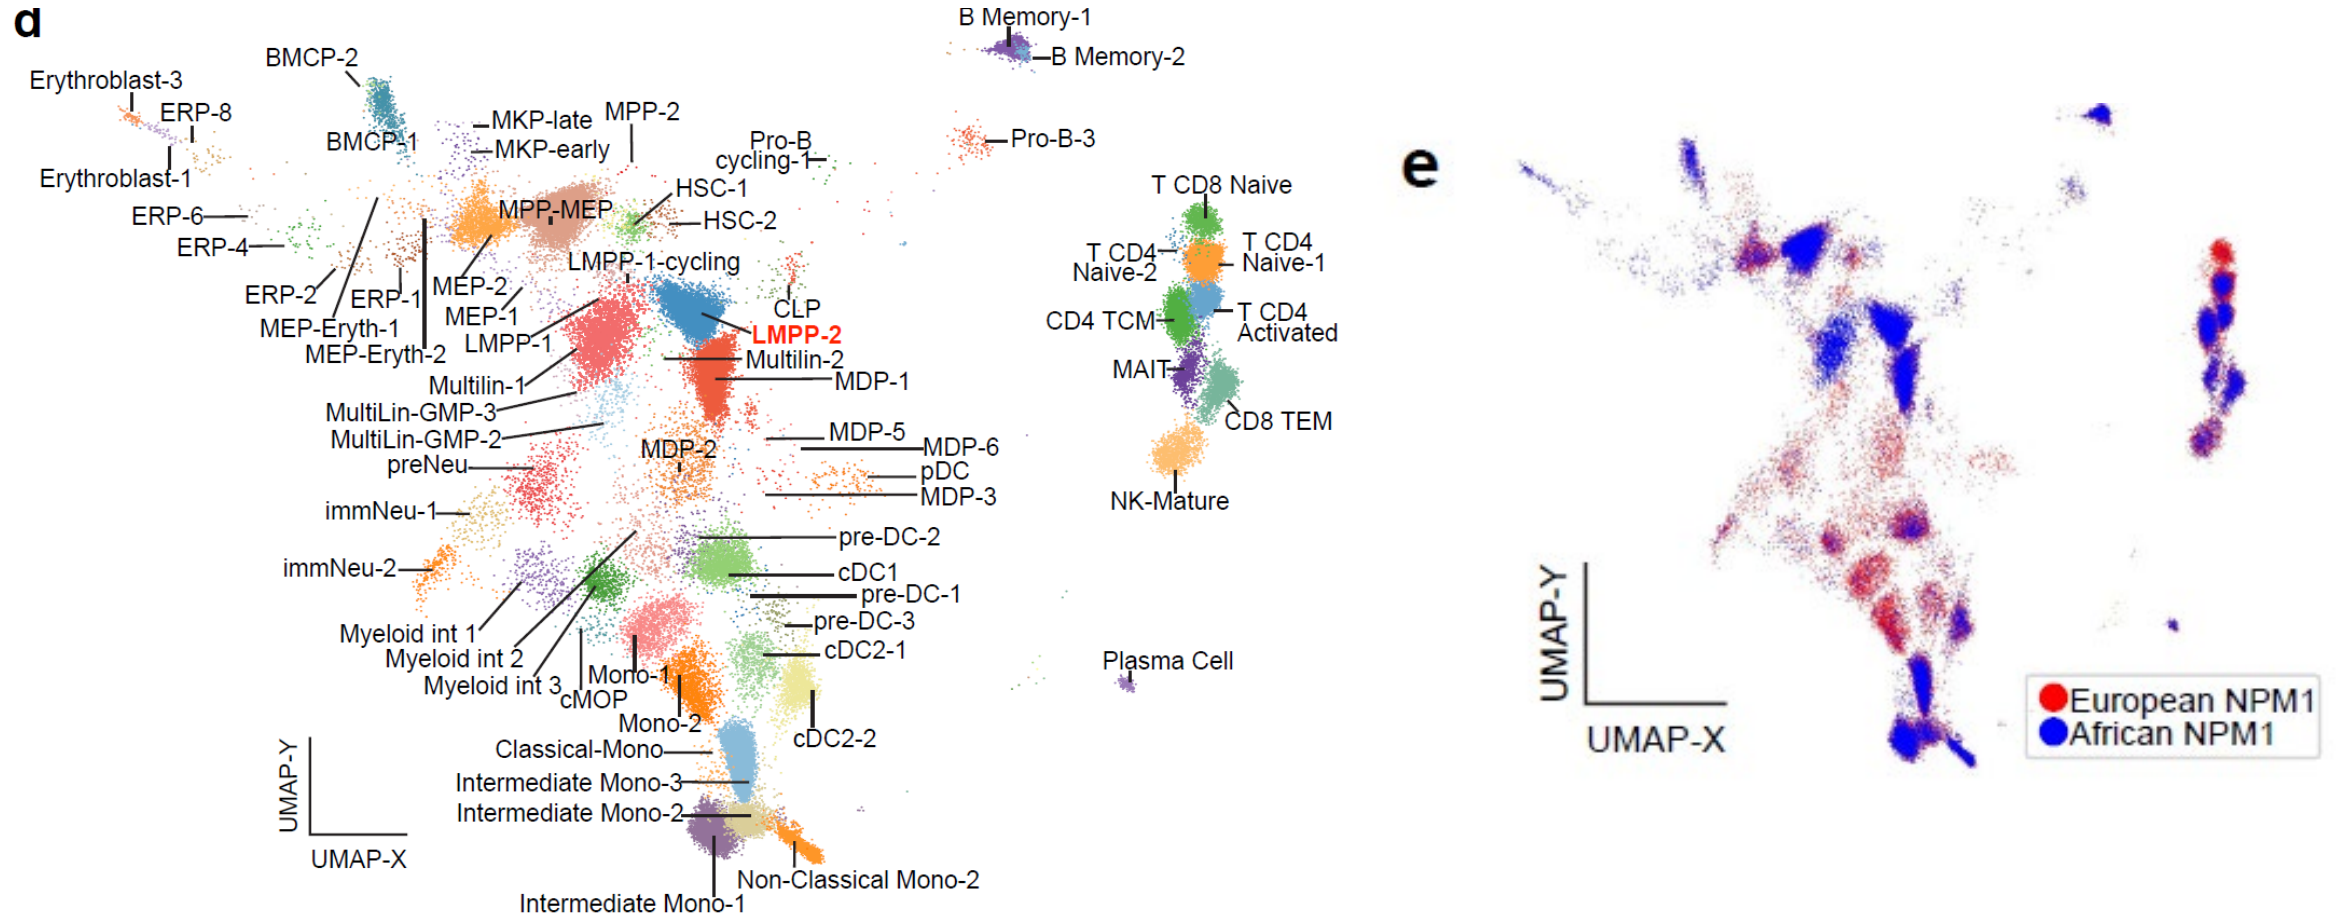 d
B Memory-1
B Memory-2
BMCP-2
Erythroblast-3
ERP-8
BMCP-1
Erythroblast-1
MKP-late
MKP-early
MPP-2
Pro-B
cycling-1
Pro-B-3
HSC-1
HSC-2
MPP-MEP
ERP-6
ERP-4
LMPP-1-cycling
ERP-2
ERP-1
MEP-2
MEP-Eryth-1
MEP-1
MEP-Eryth-2
LMPP-1
CLP
LMPP-2
Multilin-2
MDP-1
Multilin-1
MultiLin-GMP-3
MultiLin-GMP-2
preNeu
MDP-2
MDP-5
MDP-6
pDC
MDP-3
immNeu-1
immNeu-2
pre-DC-2
cDC1
pre-DC-1
pre-DC-3
cDC2-1
Myeloid int 1
Myeloid int 2
Myeloid int 3
cMOP
Mono-1
Mono-2
cDC2-2
Classical-Mono
Intermediate Mono-3
Intermediate Mono-2
Non-Classical Mono-2
Intermediate Mono-1
T CD8 Naive
T CD4
Naive-2
T CD4
Naive-1
CD4 TCM
T CD4
Activated
MAIT
CD8 TEM
NK-Mature
Plasma Cell
UMAP-Y
UMAP-X
e
UMAP-Y
UMAP-X
European NPM1
African NPM1